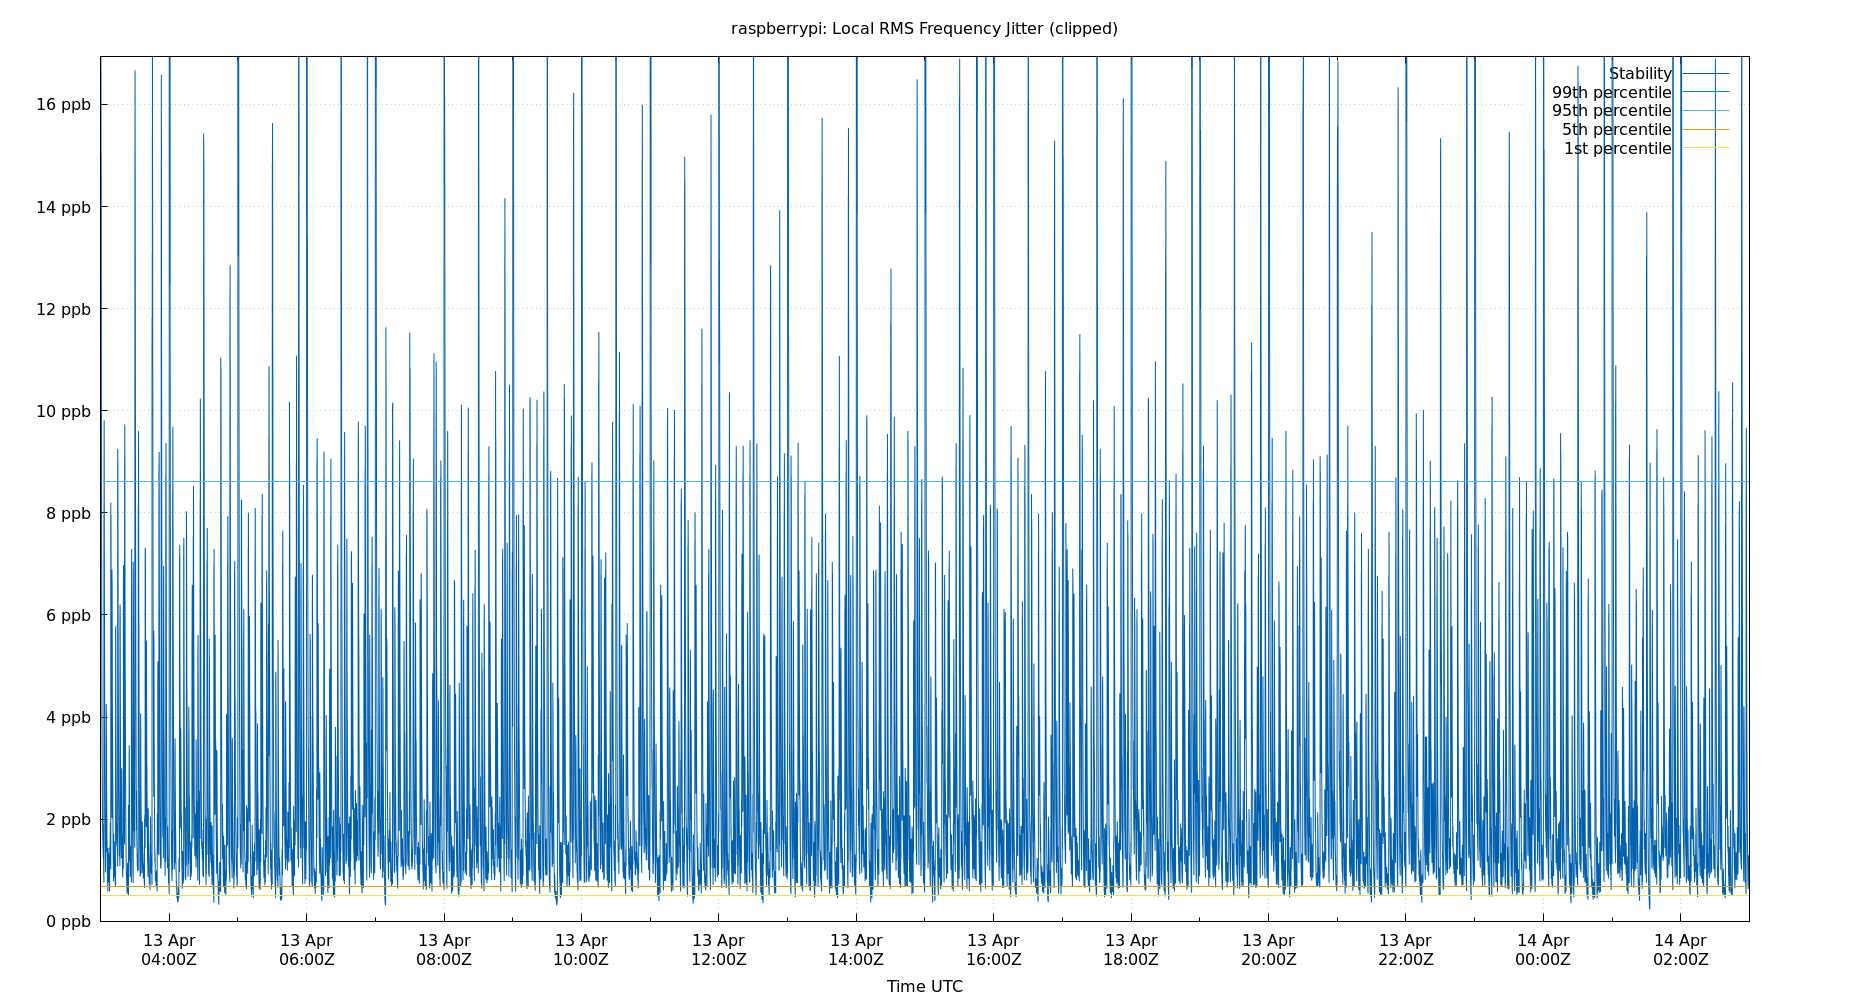 raspberrypi: Local RMS Frequency Jitter (clipped)
Stability
99th percentile
95th percentile
5th percentile
1st percentile
16 ppb
14 ppb
12 ppb
10 ppb
8 ppb
6 ppb
4 ppb
2 ppb
0 ppb
13 Apr 13 Apr 13 Apr 13 Apr 13 Apr 13 Apr 13 Apr 13 Apr 13 Apr 13 Apr 14 Apr 14 Apr
04:00Z 06:00Z 08:00Z 10:00Z 12:00Z 14:00Z 16:00Z 18:00Z 20:00Z 22:00Z 00:00Z 02:00Z
Time UTC